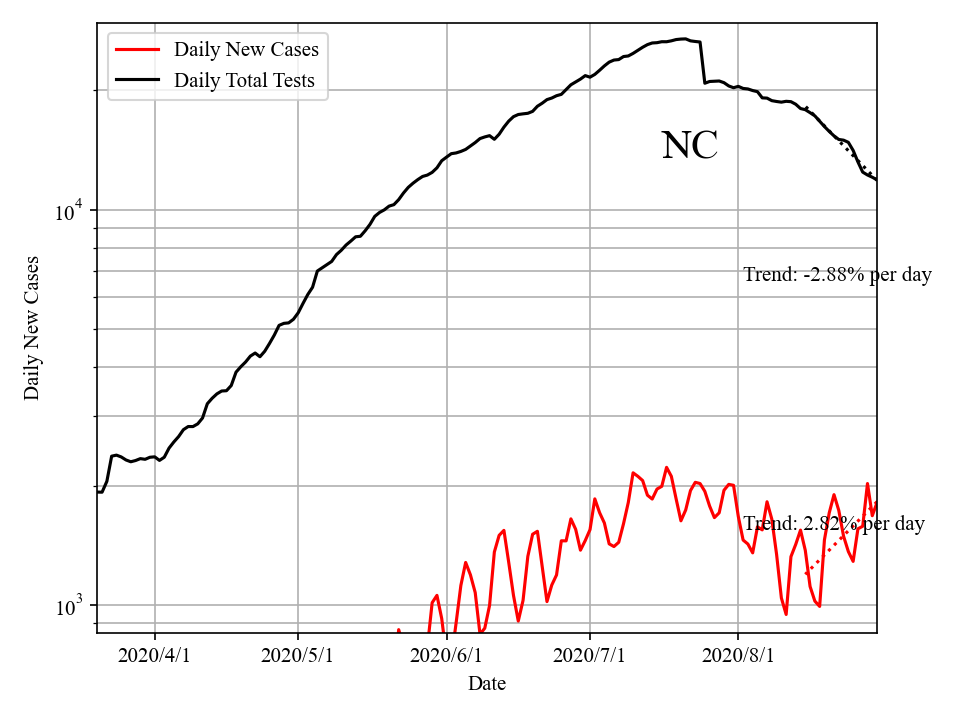 Daily New Cases
Daily Total Tests
NC
10^4
Daily New Cases
Trend: -2.88% per day
Trend: 2.82% per day
10^3
2020/4/1
2020/5/1
2020/6/1
2020/7/1
2020/8/1
Date